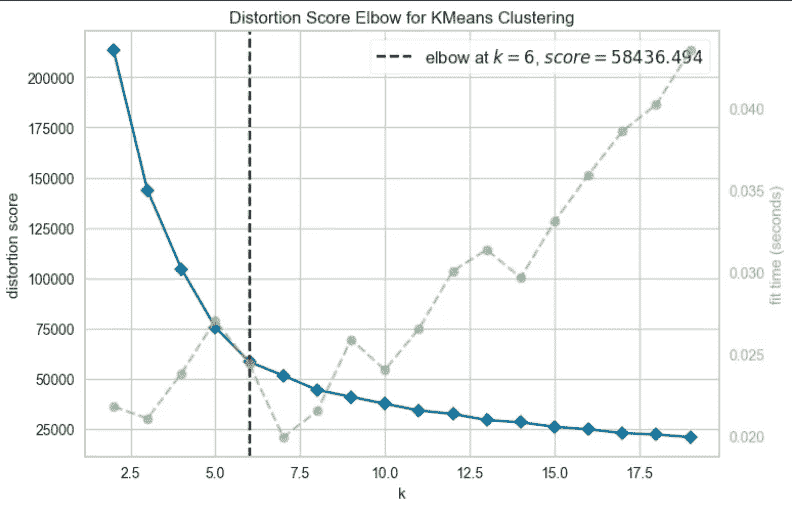 Distortion Score Elbow for KMeans Clustering
elbow at k = 6, score = 58436.494
200000
175000
150000
125000
100000
75000
50000
25000
distortion score
0.040
0.035
0.030
0.025
0.020
fit time (seconds)
2.5 5.0 7.5 10.0 12.5 15.0 17.5
k